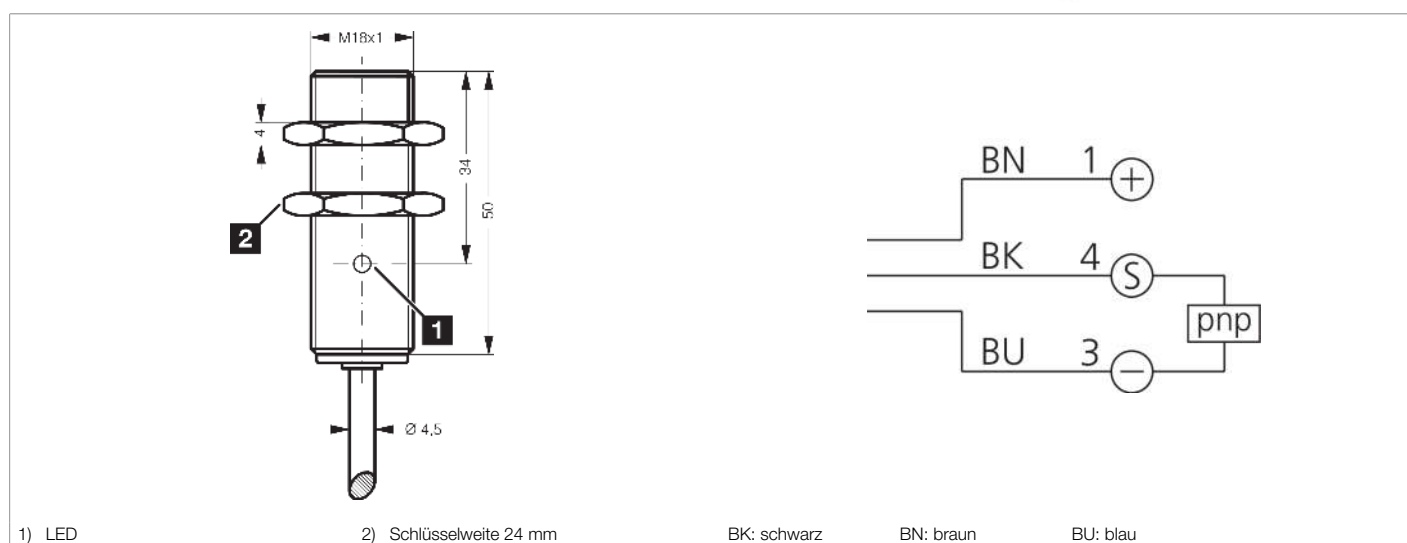 M18x1
4
34
50
2
1
Ø 4,5
BN 1 +
BK 4 S
pnp
BU 3 −
1) LED 2) Schlüsselweite 24 mm BK: schwarz BN: braun BU: blau